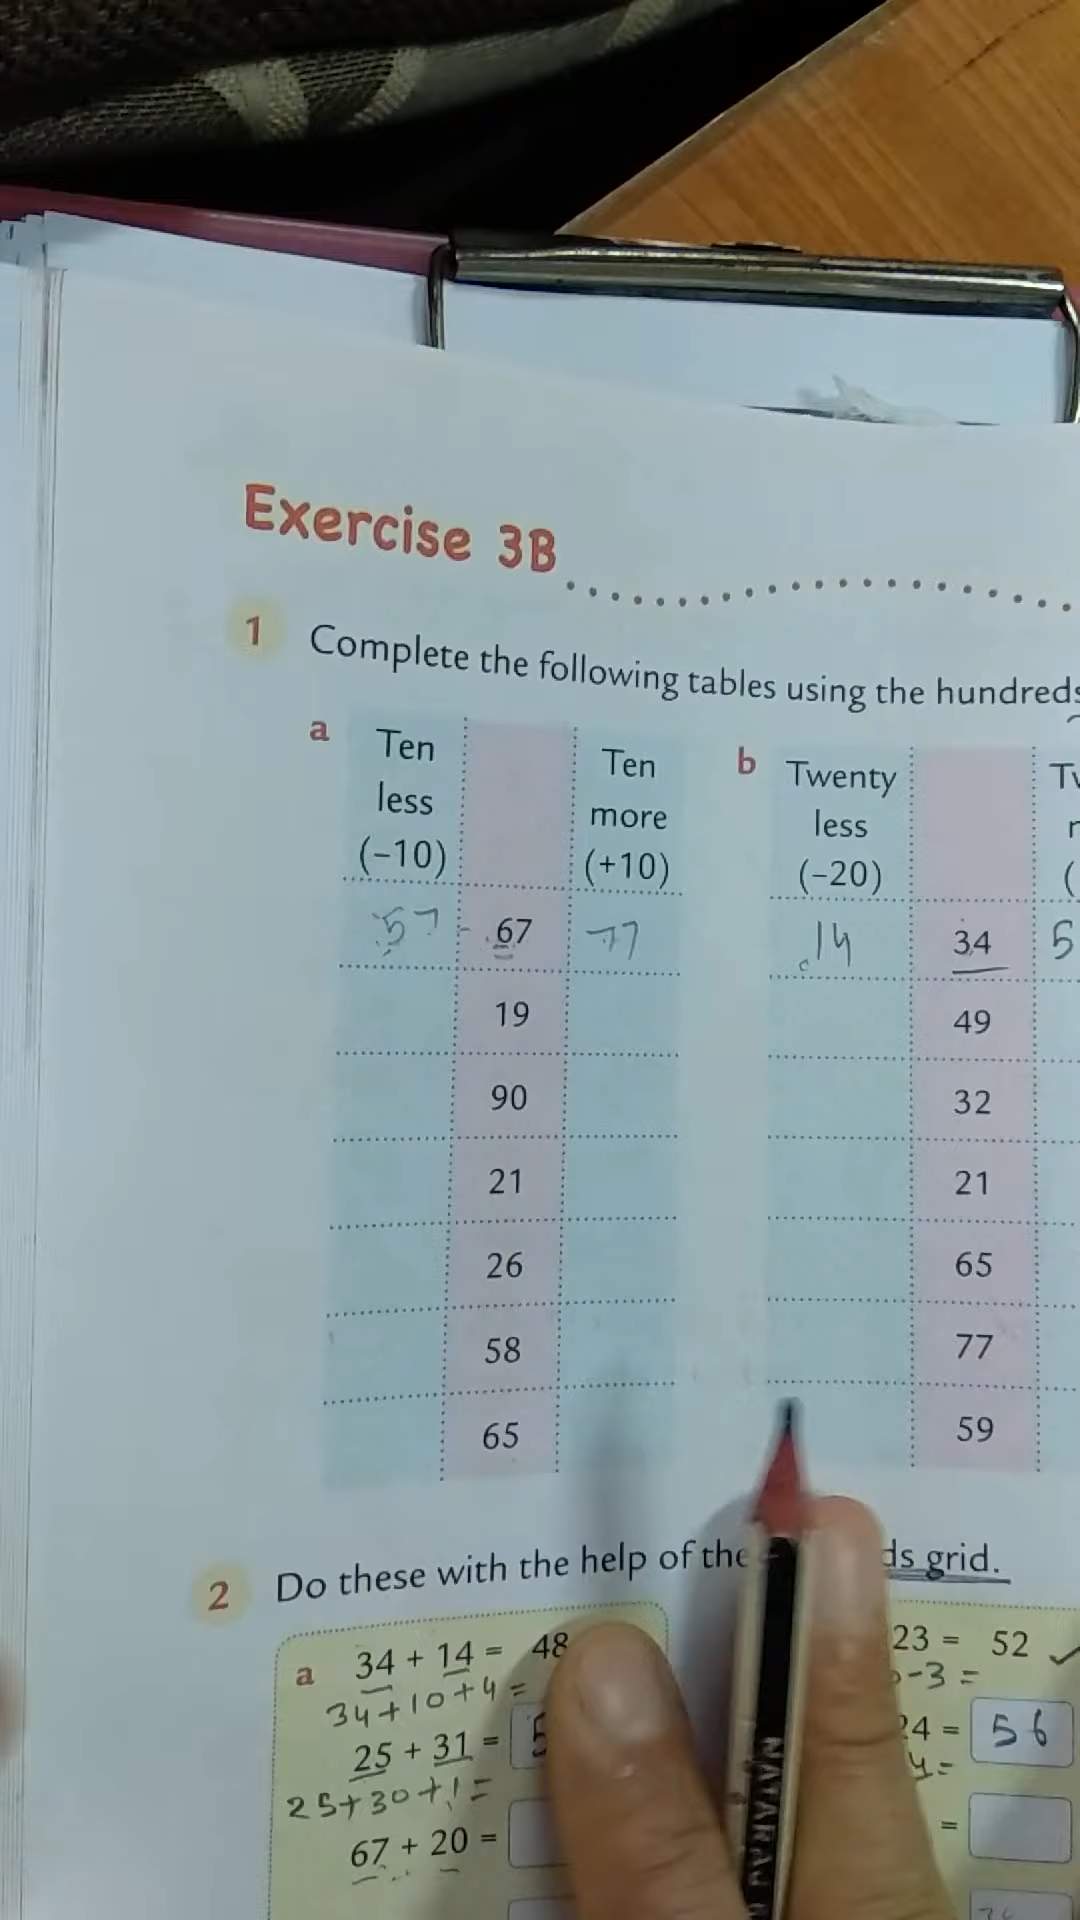 Exercise 3B
1 Complete the following tables using the hundreds
a Ten less (-10) Ten more (+10)
57 67 77
19
90
21
26
58
65
b Twenty less (-20)
14 34 5
49
32
21
65
77
59
2 Do these with the help of the ds grid.
a 34 + 14 = 48
34+10+4=
25 + 31 = 5
25+30+1=
67 + 20 =
23 = 52
-3 =
24 = 56
4=
=
NATARAJ